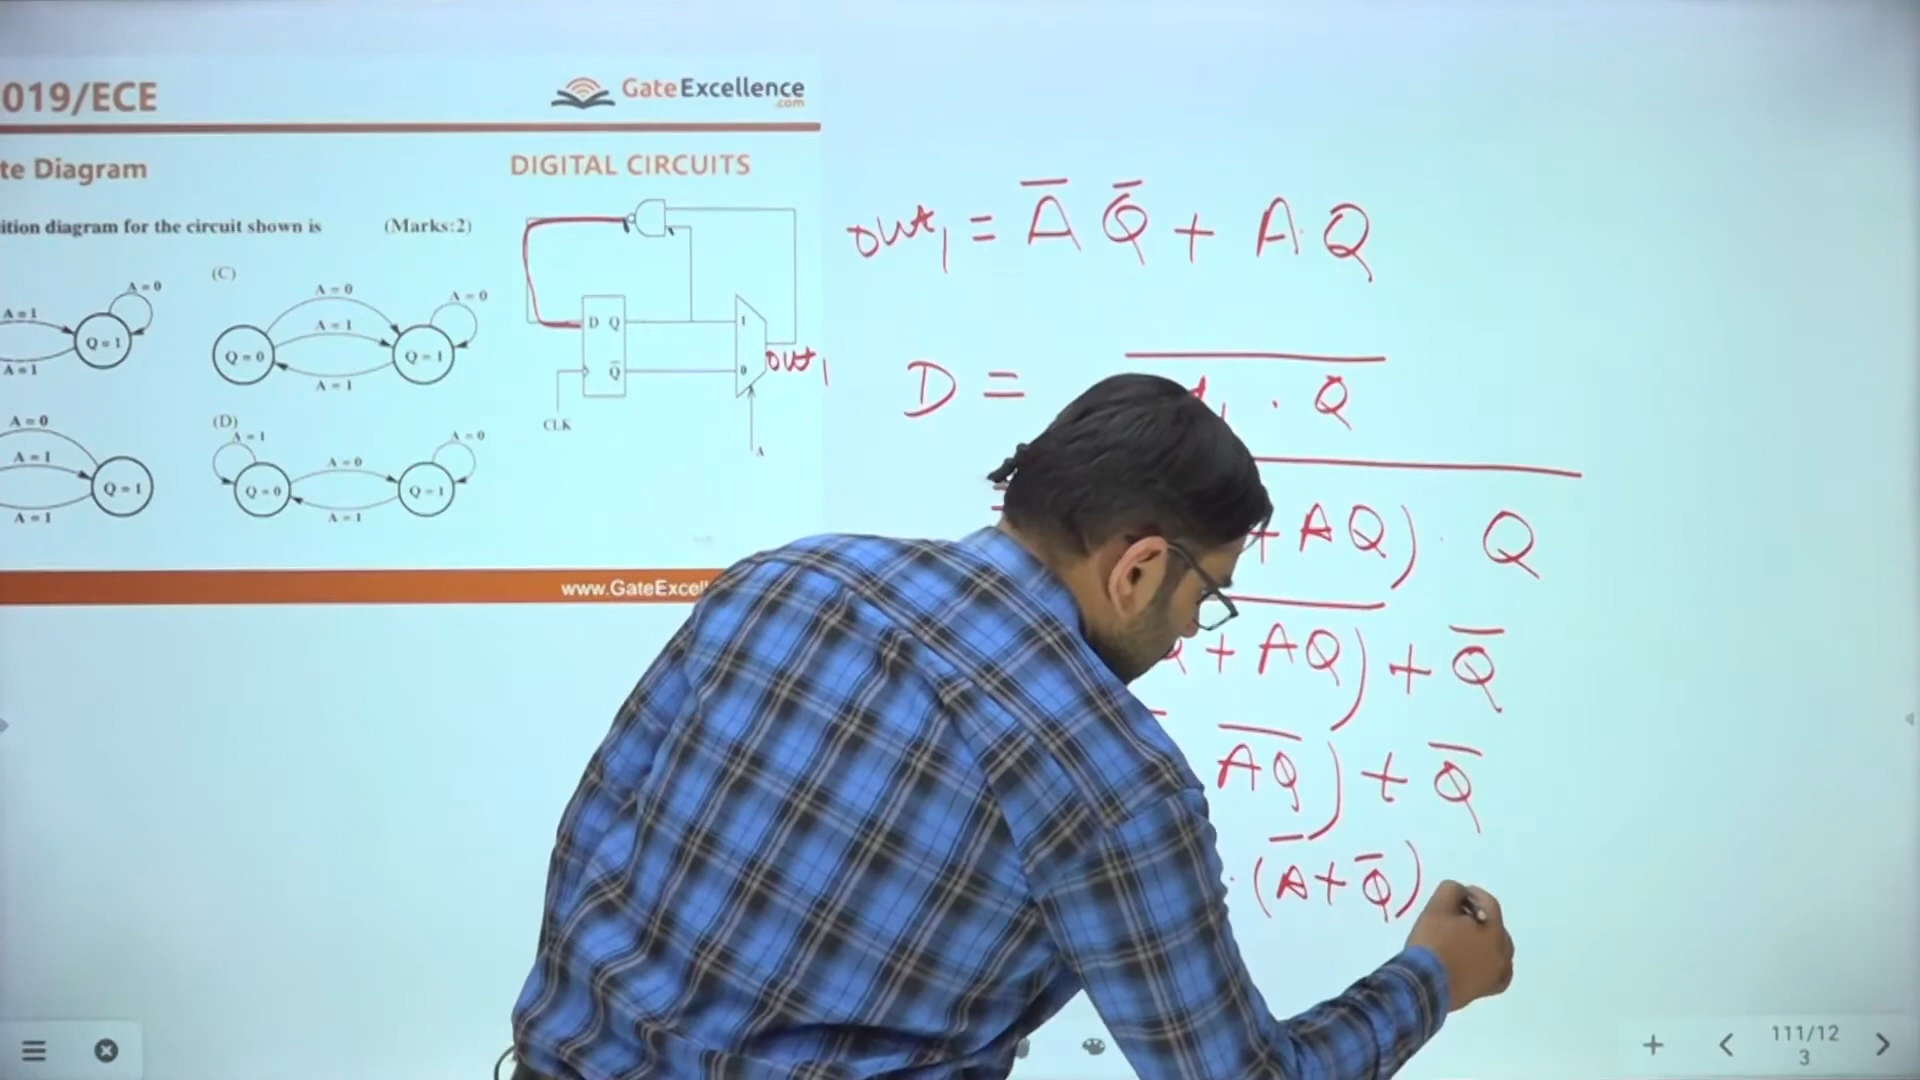 019/ECE
GateExcellence
.com
te Diagram
DIGITAL CIRCUITS
ition diagram for the circuit shown is (Marks:2)
A = 1
A = 0
Q = 1
A = 1
(C)
A = 0
A = 0
A = 1
Q = 0
Q = 1
A = 1
A = 0
A = 1
Q = 1
A = 1
(D)
A = 1
A = 0
A = 0
Q = 0
Q = 1
A = 1
D Q
Q̅
1
0
out₁
CLK
A
www.GateExcel
out₁ = A̅ Q̅ + A.Q
D = . Q
+ AQ) . Q
+ AQ) + Q̅
AQ) + Q̅
. (A̅ + Q̅)
111/12
3